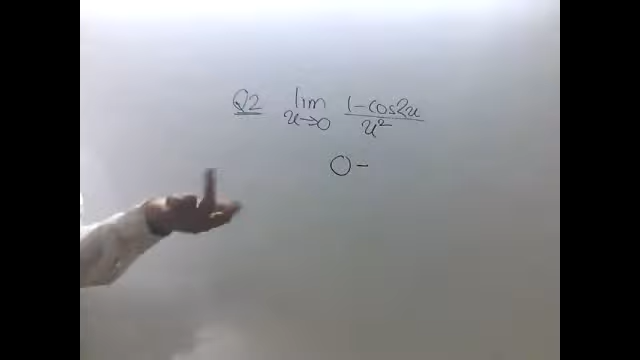 Q2 lim 1-cos2x
x→0 x²
0-